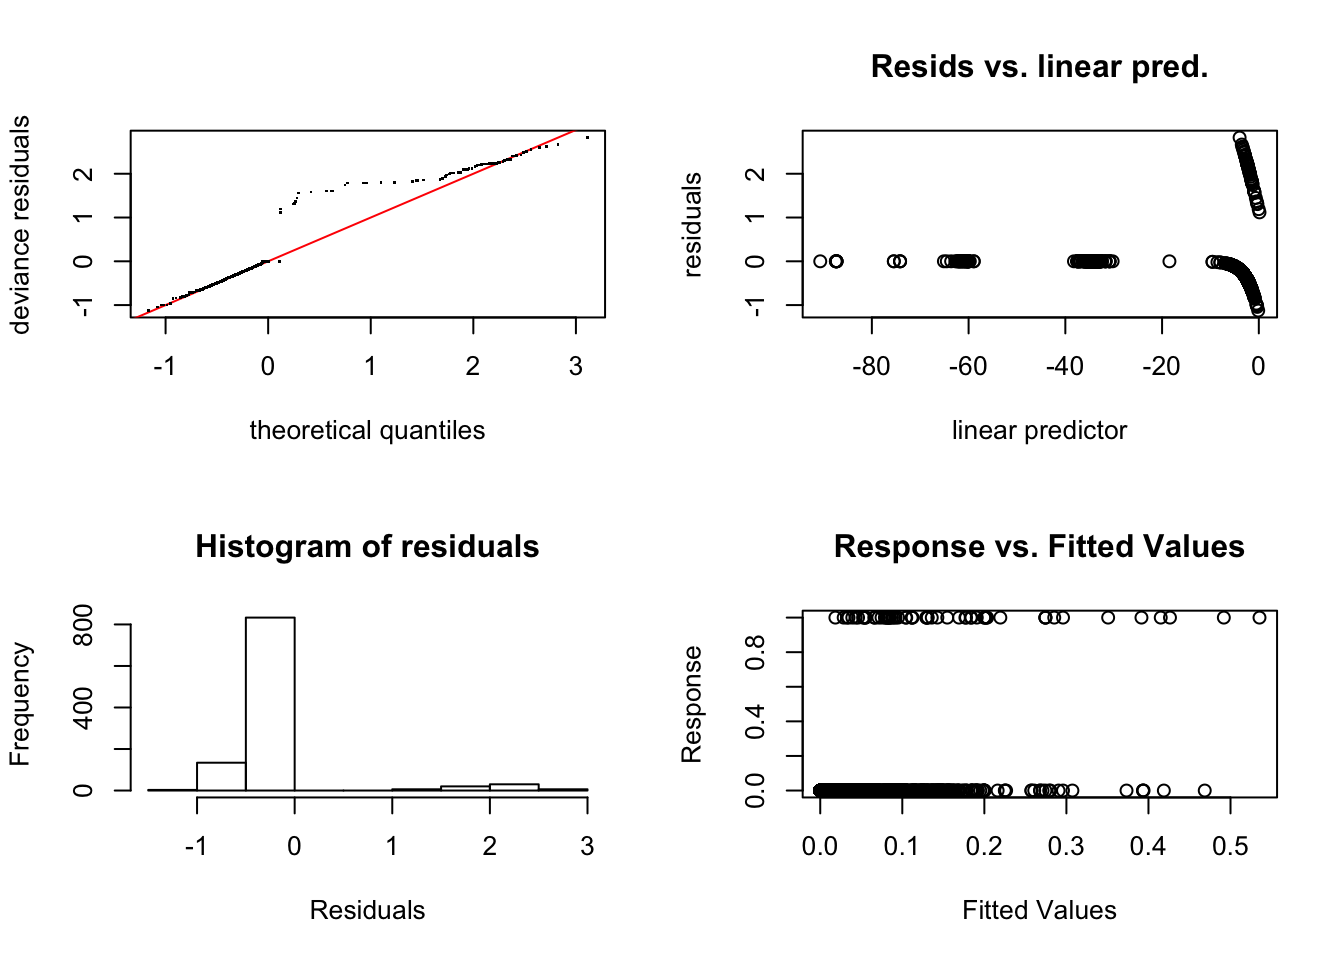 deviance residuals
2
1
0
-1
-1 0 1 2 3
theoretical quantiles
Resids vs. linear pred.
residuals
2
1
0
-1
-80 -60 -40 -20 0
linear predictor
Histogram of residuals
Frequency
800
400
0
-1 0 1 2 3
Residuals
Response vs. Fitted Values
Response
0.8
0.4
0.0
0.0 0.1 0.2 0.3 0.4 0.5
Fitted Values